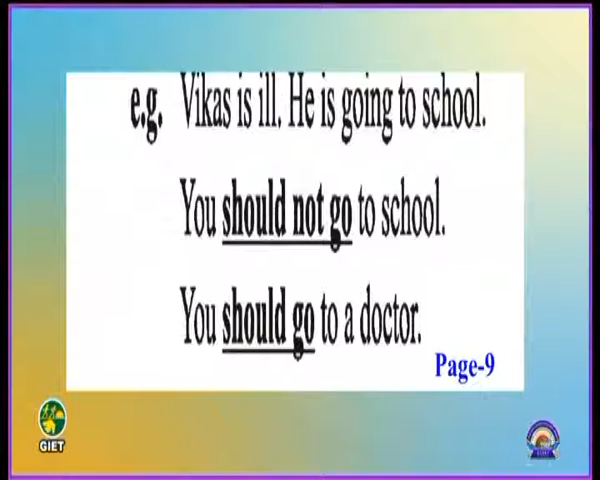 e.g. Vikas is ill. He is going to school.
You should not go to school.
You should go to a doctor.
Page-9
GIET